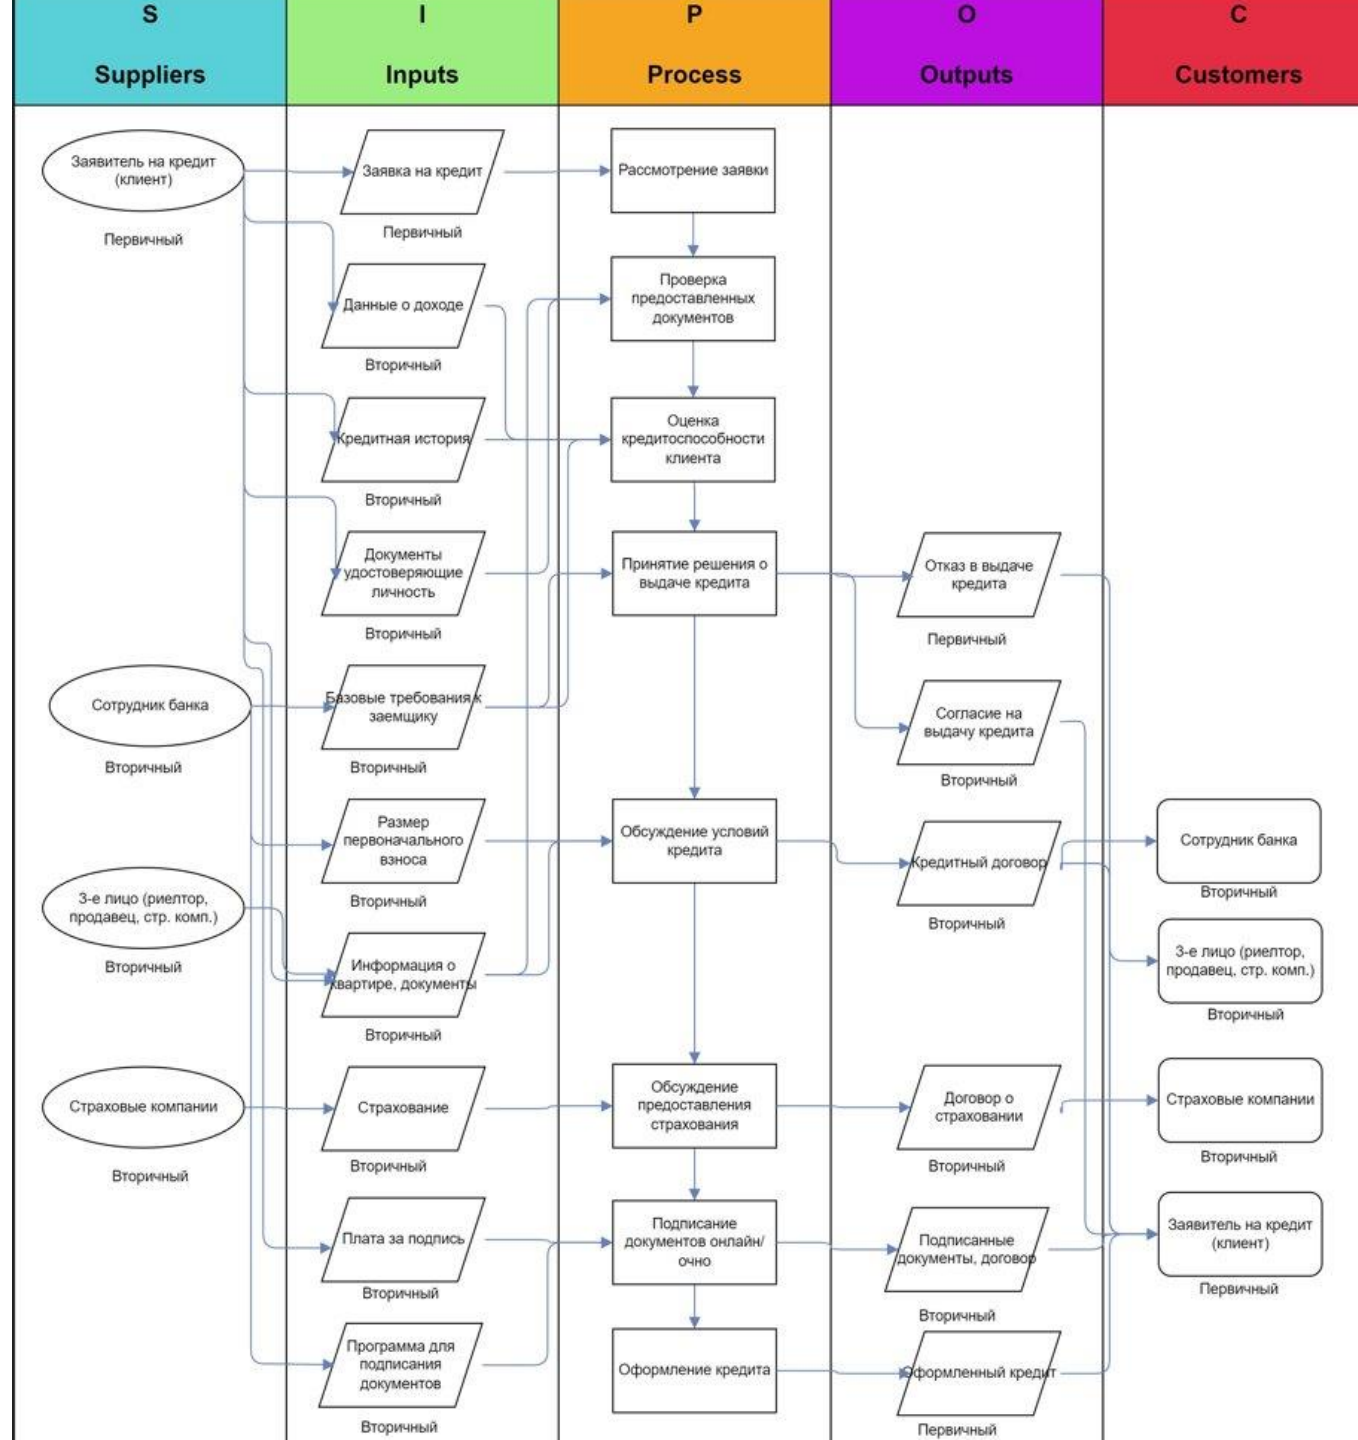 S
Suppliers
I
Inputs
P
Process
O
Outputs
C
Customers
Заявитель на кредит
(клиент)
Первичный
Сотрудник банка
Вторичный
3-е лицо (риелтор,
продавец, стр. комп.)
Вторичный
Страховые компании
Вторичный
Заявка на кредит
Первичный
Данные о доходе
Вторичный
Кредитная история
Вторичный
Документы
удостоверяющие
личность
Вторичный
Базовые требования к
заемщику
Вторичный
Размер
первоначального
взноса
Вторичный
Информация о
квартире, документы
Вторичный
Страхование
Вторичный
Плата за подпись
Вторичный
Программа для
подписания
документов
Вторичный
Рассмотрение заявки
Проверка
предоставленных
документов
Оценка
кредитоспособности
клиента
Принятие решения о
выдаче кредита
Обсуждение условий
кредита
Обсуждение
предоставления
страхования
Подписание
документов онлайн/
очно
Оформление кредита
Отказ в выдаче
кредита
Первичный
Согласие на
выдачу кредита
Вторичный
Кредитный договор
Вторичный
Договор о
страховании
Вторичный
Подписанные
документы, договор
Вторичный
Оформленный кредит
Первичный
Сотрудник банка
Вторичный
3-е лицо (риелтор,
продавец, стр. комп.)
Вторичный
Страховые компании
Вторичный
Заявитель на кредит
(клиент)
Первичный